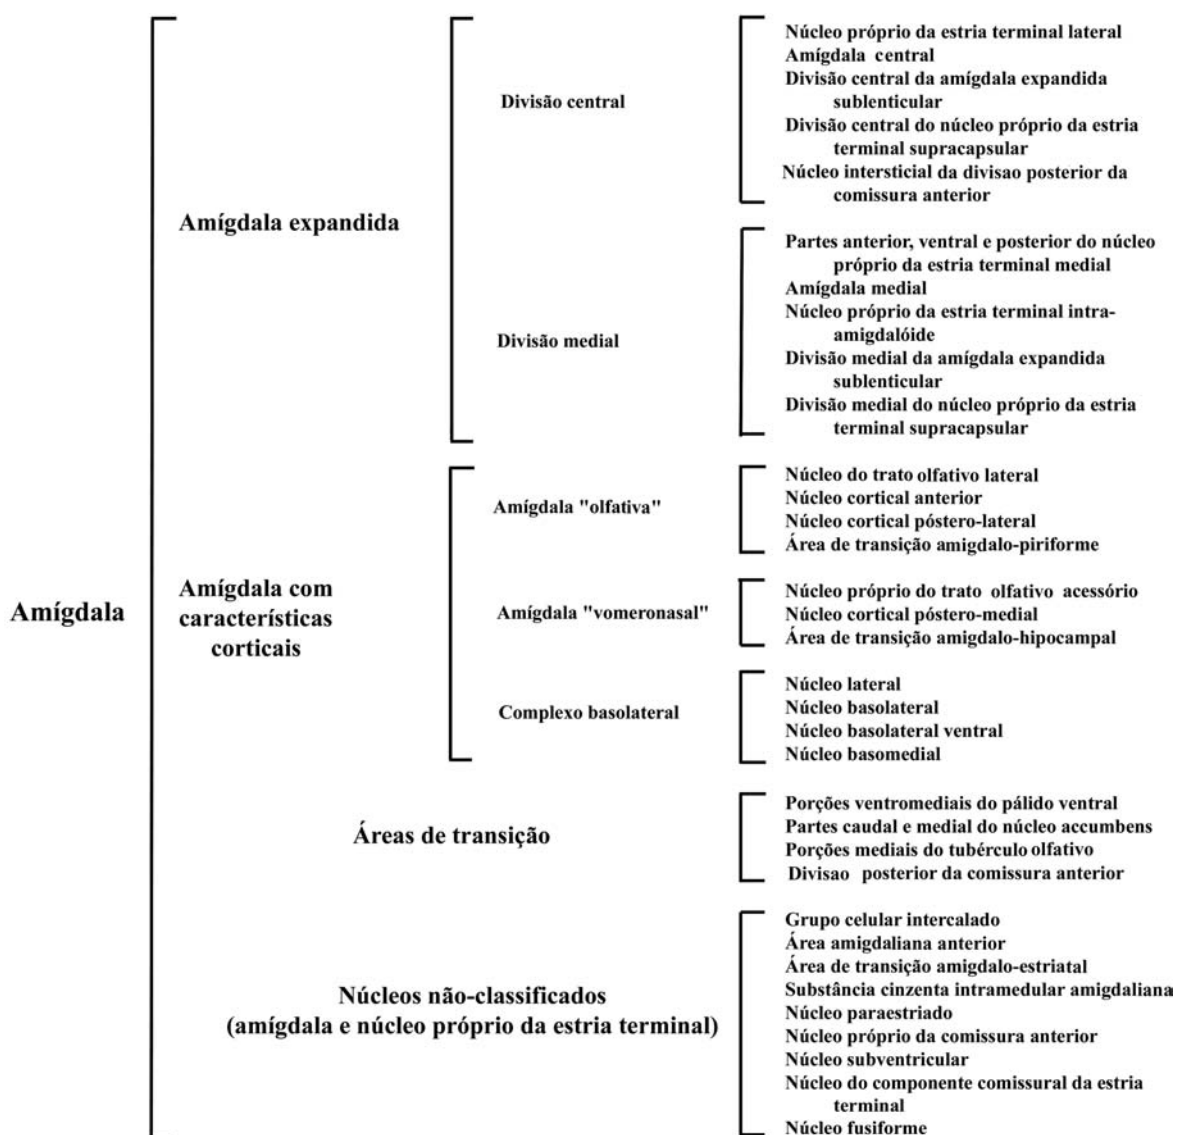 Amígdala
Amígdala expandida
Divisão central
Núcleo próprio da estria terminal lateral
Amígdala central
Divisão central da amígdala expandida
sublenticular
Divisão central do núcleo próprio da estria
terminal supracapsular
Núcleo intersticial da divisao posterior da
comissura anterior
Divisão medial
Partes anterior, ventral e posterior do núcleo
próprio da estria terminal medial
Amígdala medial
Núcleo próprio da estria terminal intra-
amigdalóide
Divisão medial da amígdala expandida
sublenticular
Divisão medial do núcleo próprio da estria
terminal supracapsular
Amígdala com
características
corticais
Amígdala "olfativa"
Núcleo do trato olfativo lateral
Núcleo cortical anterior
Núcleo cortical póstero-lateral
Área de transição amigdalo-piriforme
Amígdala "vomeronasal"
Núcleo próprio do trato olfativo acessório
Núcleo cortical póstero-medial
Área de transição amigdalo-hipocampal
Complexo basolateral
Núcleo lateral
Núcleo basolateral
Núcleo basolateral ventral
Núcleo basomedial
Áreas de transição
Porções ventromediais do pálido ventral
Partes caudal e medial do núcleo accumbens
Porções mediais do tubérculo olfativo
Divisao posterior da comissura anterior
Núcleos não-classificados
(amígdala e núcleo próprio da estria terminal)
Grupo celular intercalado
Área amigdaliana anterior
Área de transição amigdalo-estriatal
Substância cinzenta intramedular amigdaliana
Núcleo paraestriado
Núcleo próprio da comissura anterior
Núcleo subventricular
Núcleo do componente comissural da estria
terminal
Núcleo fusiforme